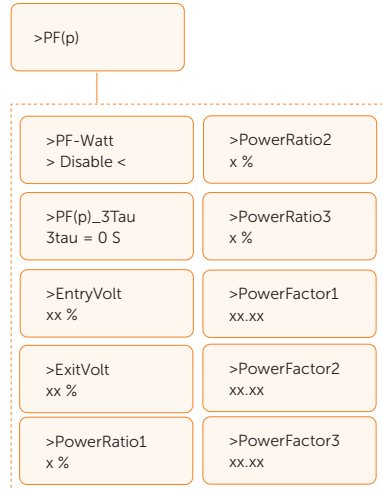 >PF(p)
>PF-Watt
> Disable <
>PF(p)_3Tau
3tau = 0 S
>EntryVolt
xx %
>ExitVolt
xx %
>PowerRatio1
x %
>PowerRatio2
x %
>PowerRatio3
x %
>PowerFactor1
xx.xx
>PowerFactor2
xx.xx
>PowerFactor3
xx.xx